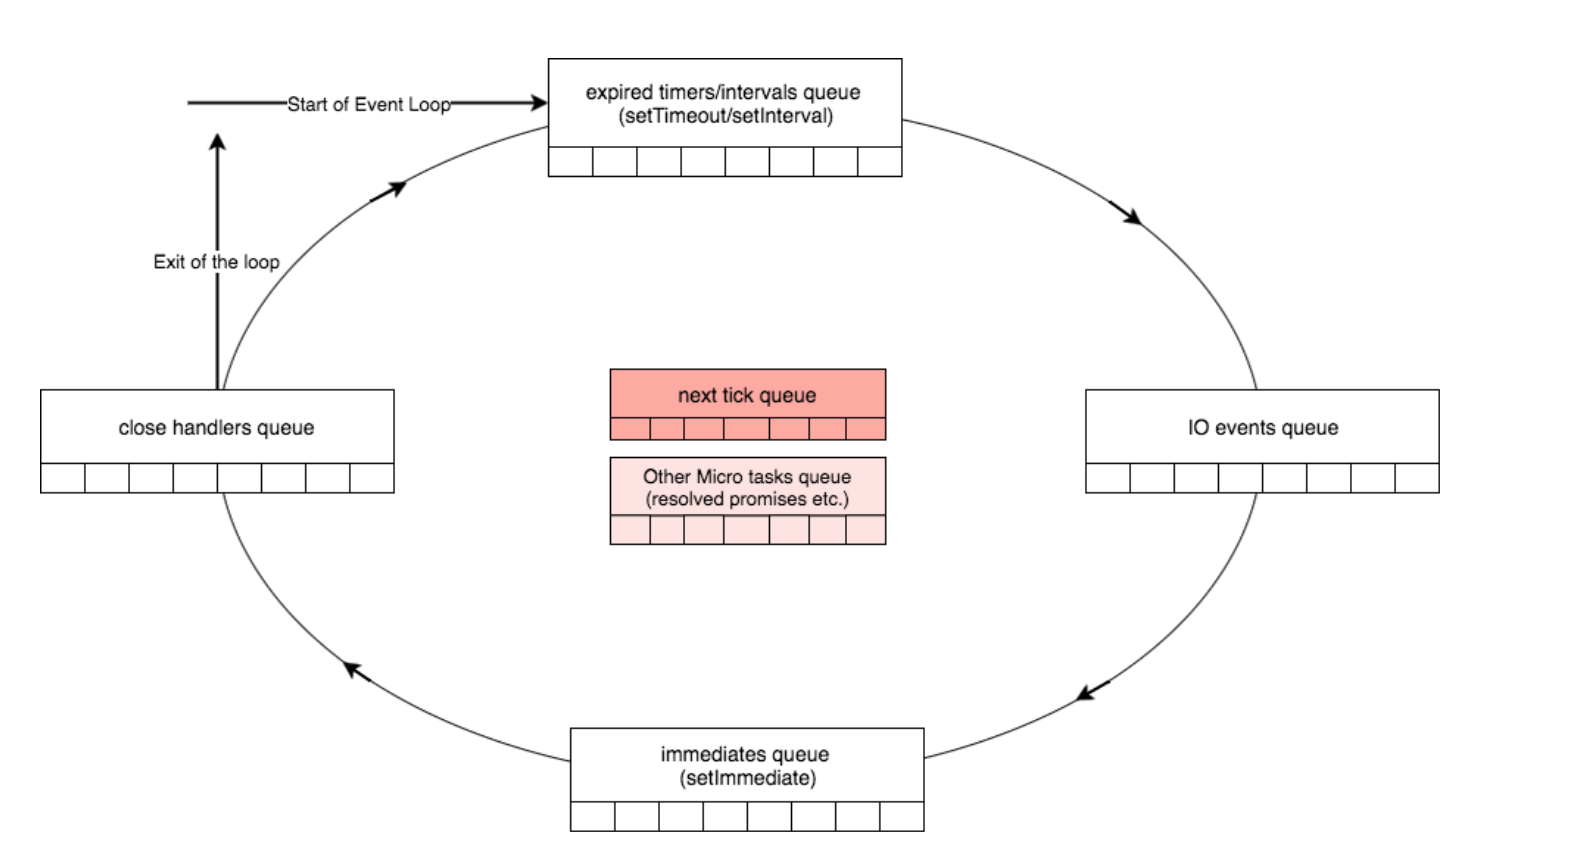 expired timers/intervals queue
(setTimeout/setInterval)
Start of Event Loop
Exit of the loop
close handlers queue
next tick queue
Other Micro tasks queue
(resolved promises etc.)
IO events queue
immediates queue
(setImmediate)